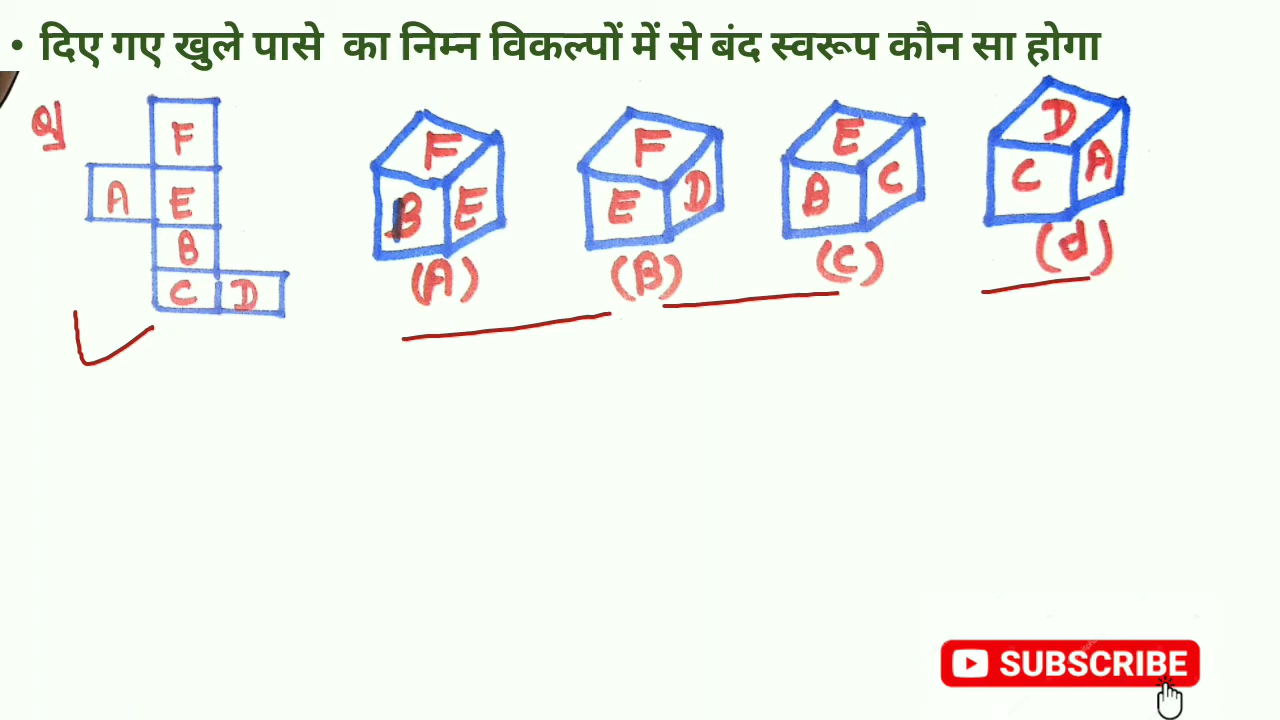 • दिए गए खुले पासे का निम्न विकल्पों में से बंद स्वरूप कौन सा होगा
F
A E
B
C D
F B E
(A)
F E D
(B)
E B C
(C)
D C A
(d)
SUBSCRIBE